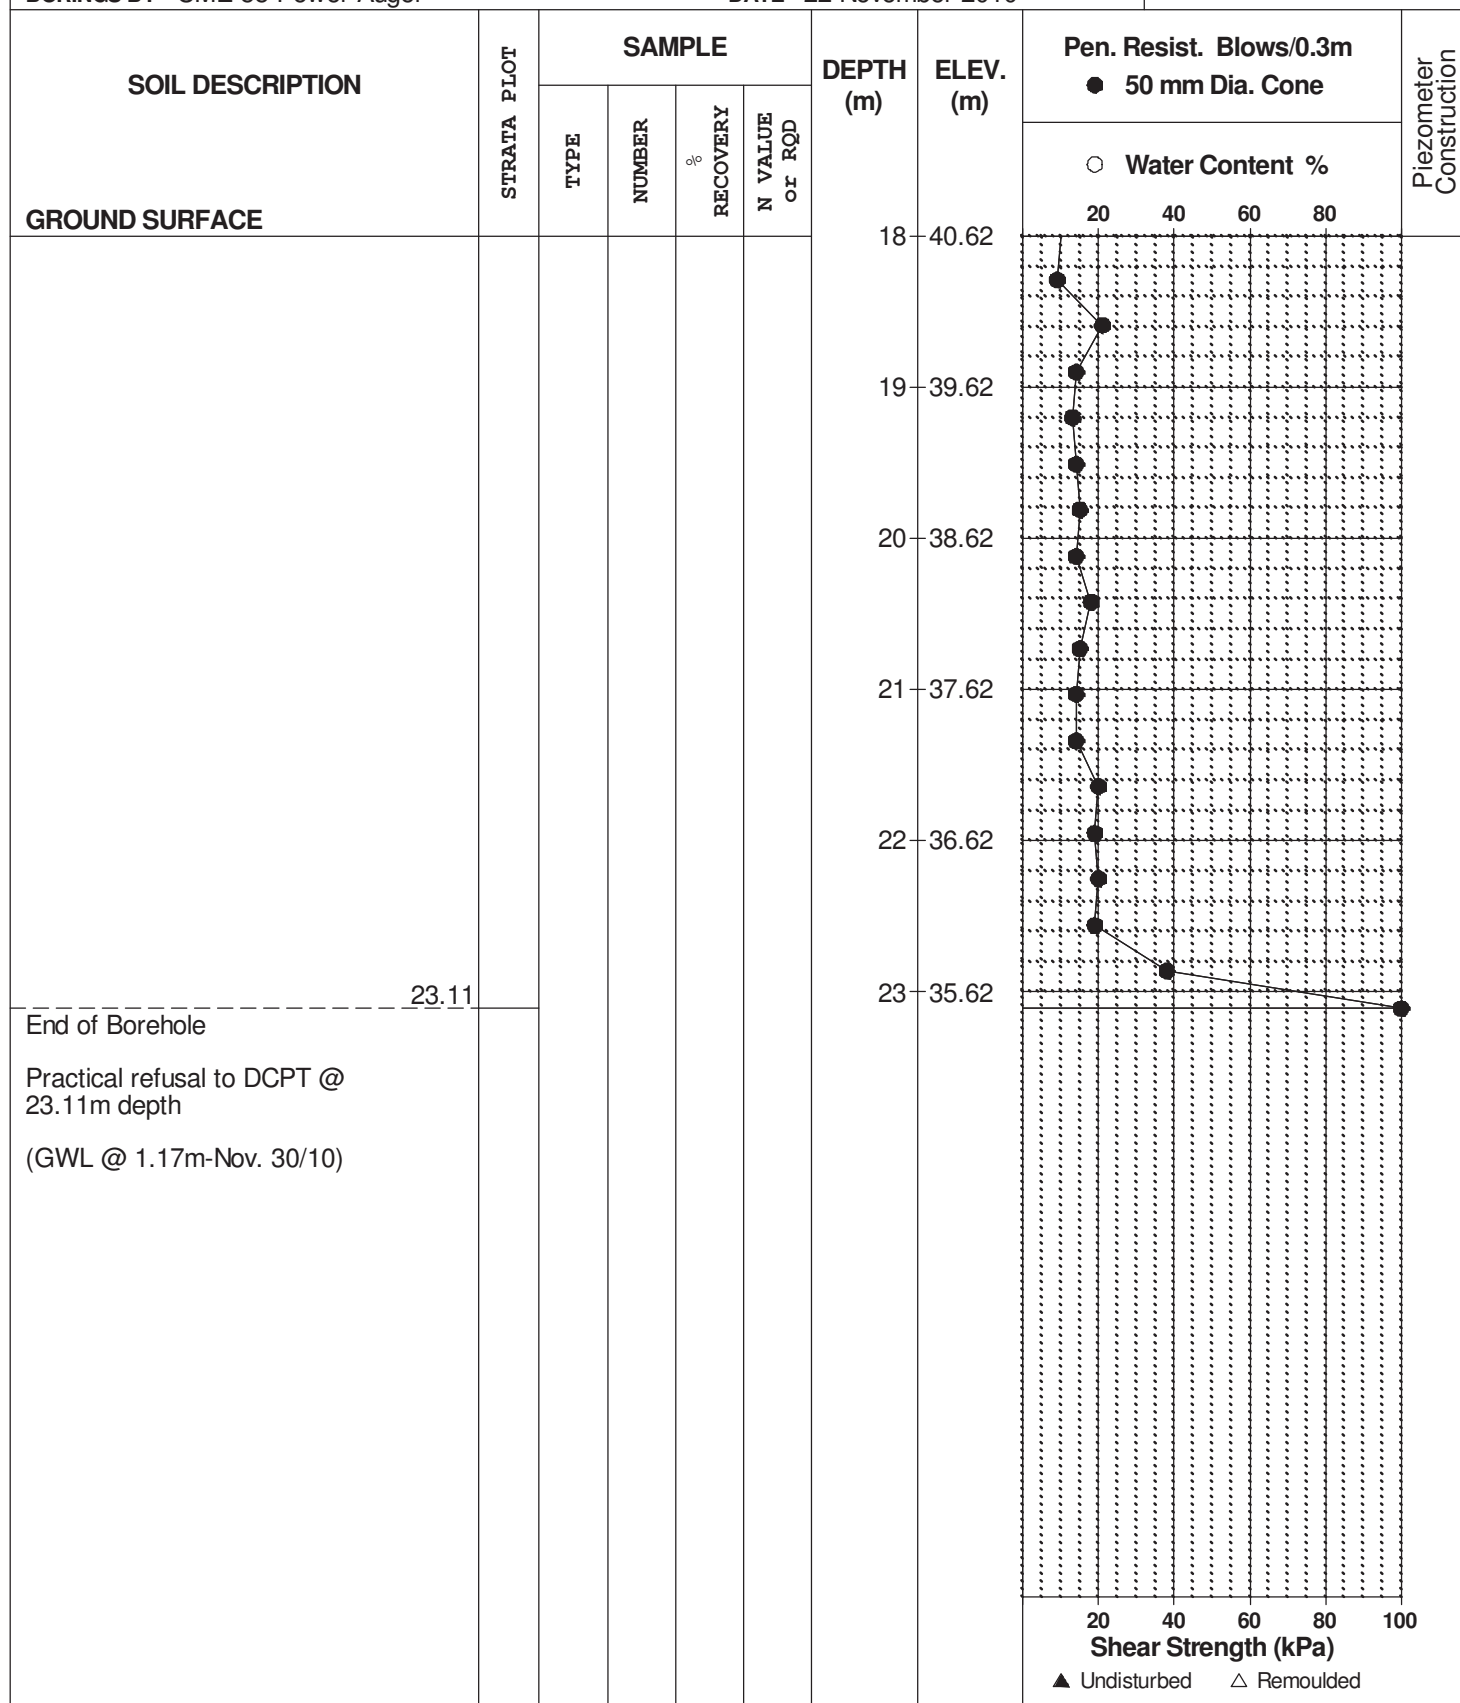 SOIL DESCRIPTION
GROUND SURFACE
STRATA PLOT
SAMPLE
TYPE
NUMBER
%
RECOVERY
N VALUE
or RQD
DEPTH
(m)
ELEV.
(m)
Pen. Resist. Blows/0.3m
● 50 mm Dia. Cone
○ Water Content %
20 40 60 80
Piezometer
Construction
18 40.62
19 39.62
20 38.62
21 37.62
22 36.62
23 35.62
23.11
End of Borehole
Practical refusal to DCPT @
23.11m depth
(GWL @ 1.17m-Nov. 30/10)
20 40 60 80 100
Shear Strength (kPa)
▲ Undisturbed △ Remoulded